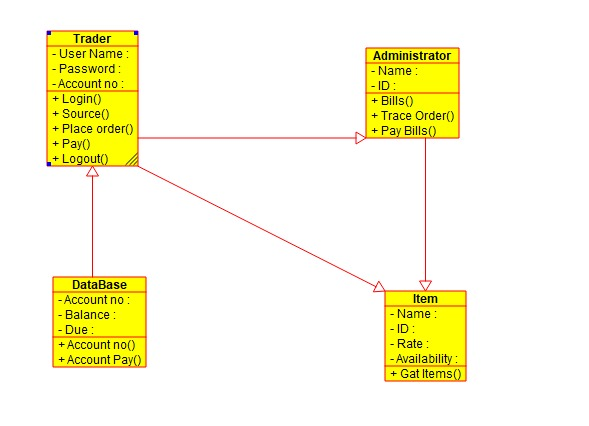 Trader
- User Name :
- Password :
- Account no :
+ Login()
+ Source()
+ Place order()
+ Pay()
+ Logout()
Administrator
- Name :
- ID :
+ Bills()
+ Trace Order()
+ Pay Bills()
DataBase
- Account no :
- Balance :
- Due :
+ Account no()
+ Account Pay()
Item
- Name :
- ID :
- Rate :
- Availability :
+ Gat Items()